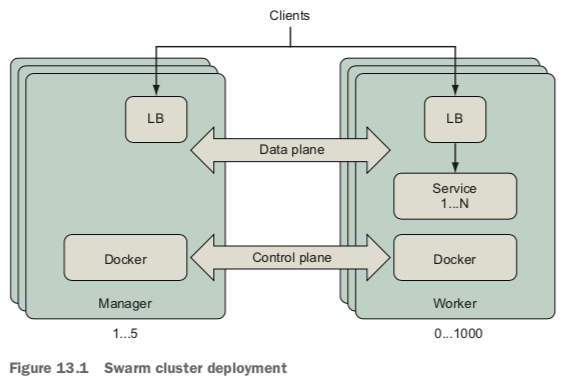 Clients
LB
LB
Data plane
Service
1...N
Docker
Control plane
Docker
Manager
Worker
1...5
0...1000
Figure 13.1 Swarm cluster deployment